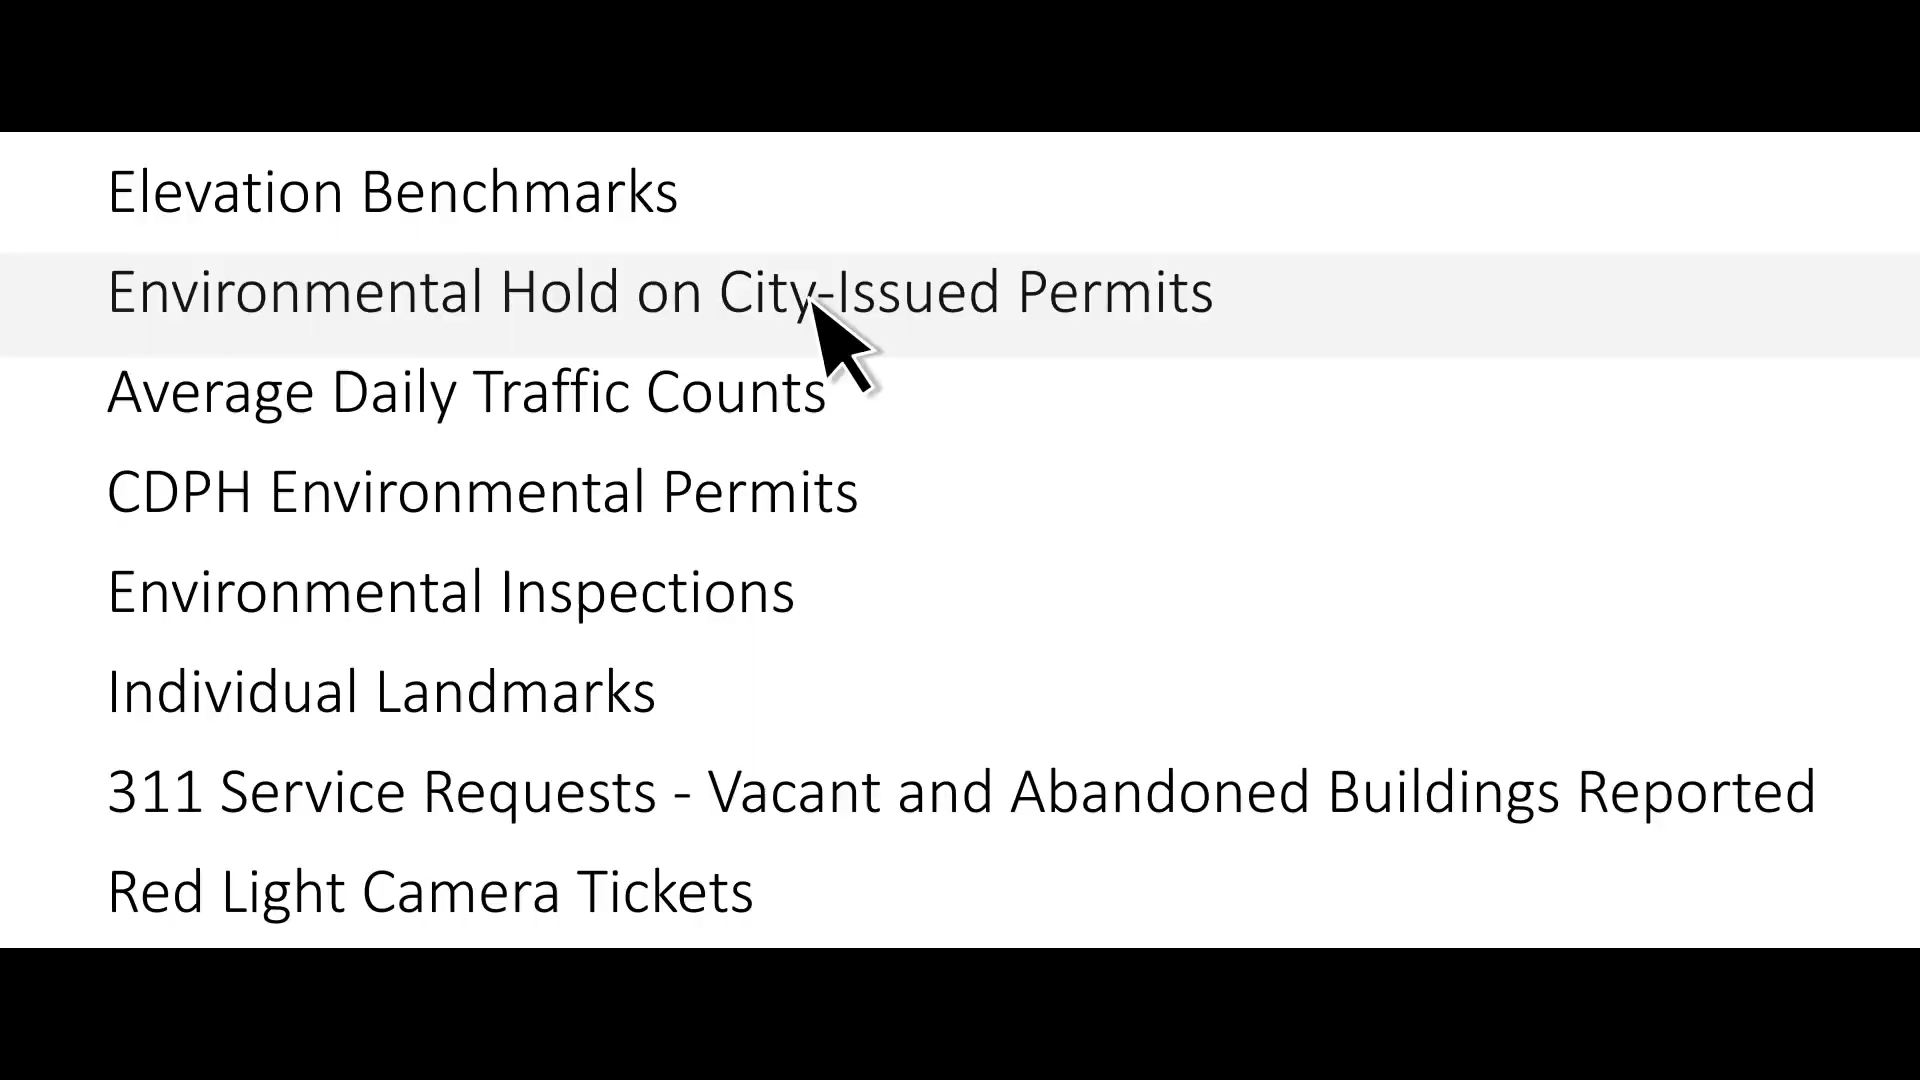 Elevation Benchmarks
Environmental Hold on City-Issued Permits
Average Daily Traffic Counts
CDPH Environmental Permits
Environmental Inspections
Individual Landmarks
311 Service Requests - Vacant and Abandoned Buildings Reported
Red Light Camera Tickets